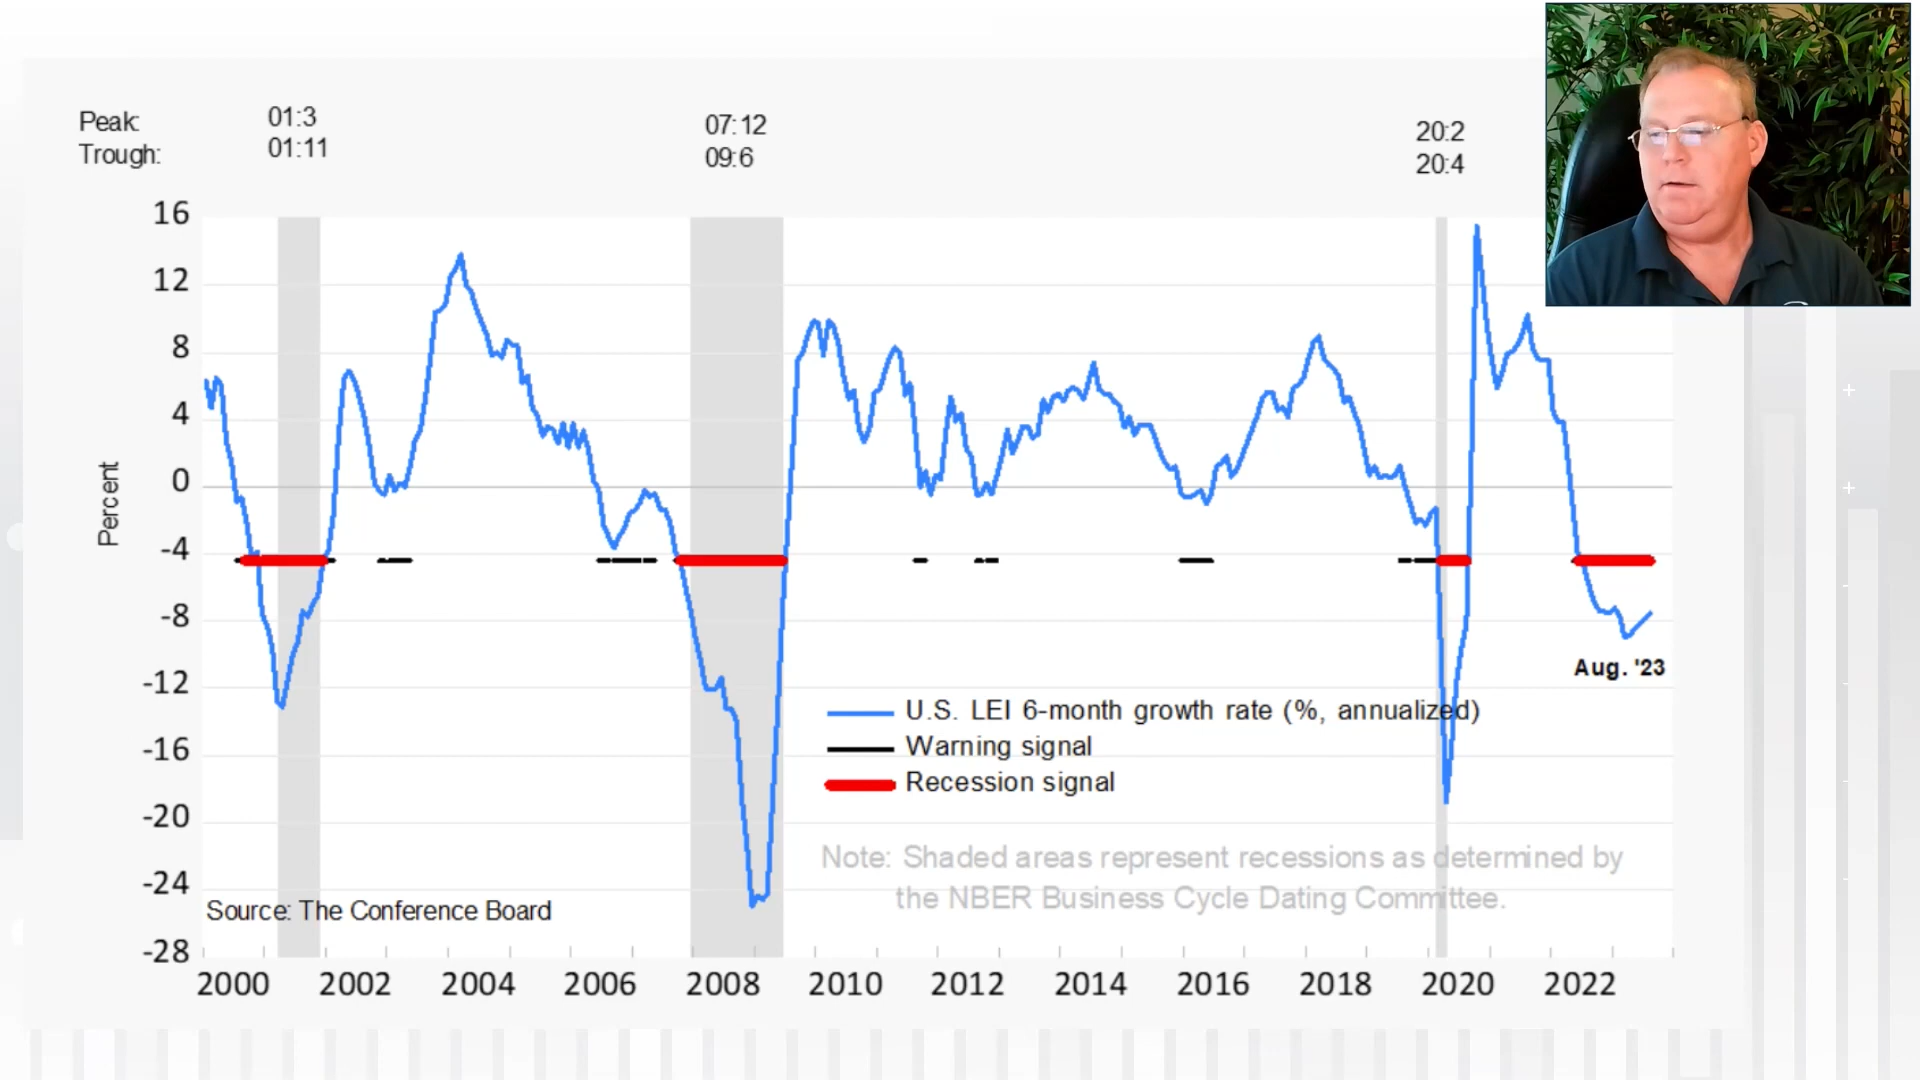 Peak:
Trough:
01:3
01:11
07:12
09:6
20:2
20:4
16
12
8
4
0
-4
-8
-12
-16
-20
-24
-28
Percent
Aug. '23
U.S. LEI 6-month growth rate (%, annualized)
Warning signal
Recession signal
Note: Shaded areas represent recessions as determined by
the NBER Business Cycle Dating Committee.
Source: The Conference Board
2000 2002 2004 2006 2008 2010 2012 2014 2016 2018 2020 2022